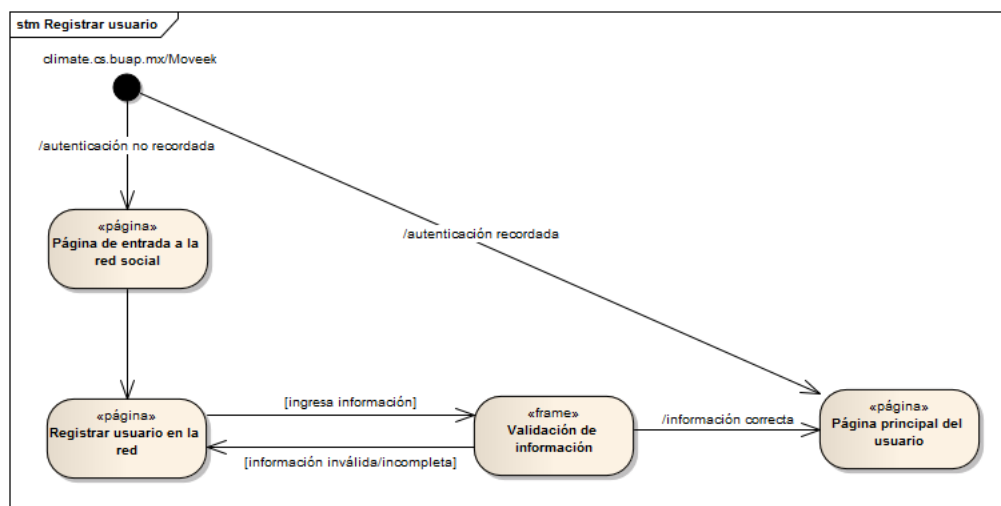 stm Registrar usuario
climate.cs.buap.mx/Moveek
/autenticación no recordada
«página»
Página de entrada a la
red social
/autenticación recordada
«página»
Registrar usuario en la
red
[ingresa información]
[información inválida/incompleta]
«frame»
Validación de
información
/información correcta
«página»
Página principal del
usuario